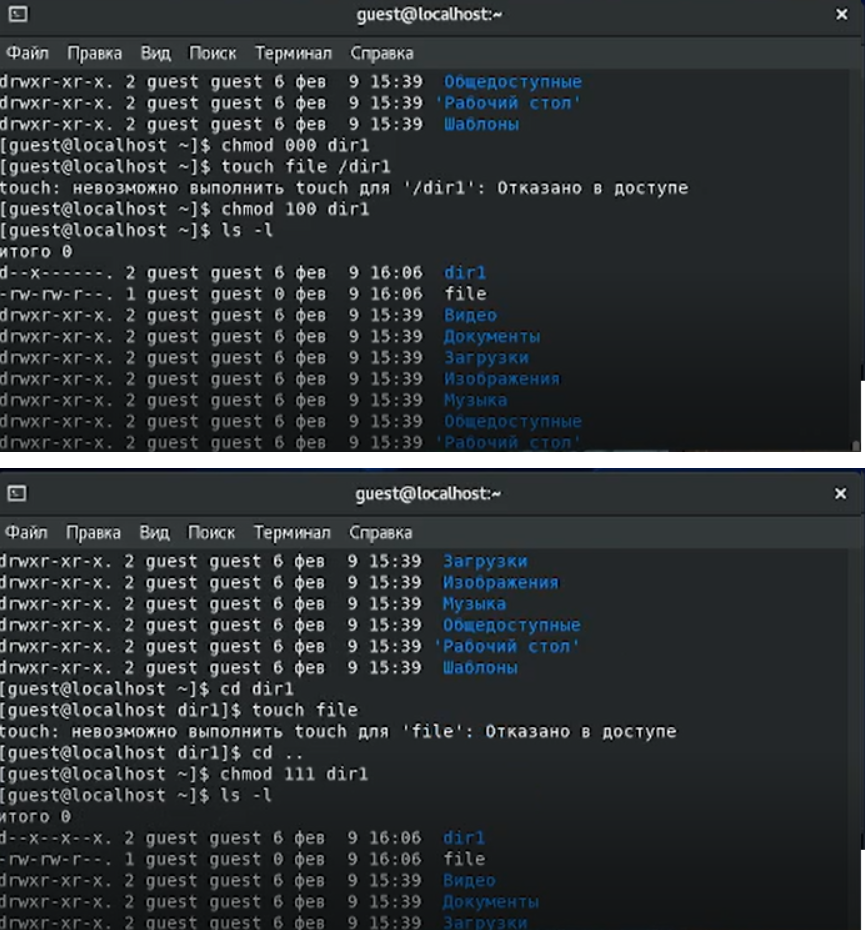 guest@localhost:~
Файл Правка Вид Поиск Терминал Справка
drwxr-xr-x. 2 guest guest 6 фев  9 15:39  Общедоступные
drwxr-xr-x. 2 guest guest 6 фев  9 15:39 'Рабочий стол'
drwxr-xr-x. 2 guest guest 6 фев  9 15:39  Шаблоны
[guest@localhost ~]$ chmod 000 dir1
[guest@localhost ~]$ touch file /dir1
touch: невозможно выполнить touch для '/dir1': Отказано в доступе
[guest@localhost ~]$ chmod 100 dir1
[guest@localhost ~]$ ls -l
итого 0
d--x------. 2 guest guest 6 фев  9 16:06  dir1
-rw-rw-r--. 1 guest guest 0 фев  9 16:06  file
drwxr-xr-x. 2 guest guest 6 фев  9 15:39  Видео
drwxr-xr-x. 2 guest guest 6 фев  9 15:39  Документы
drwxr-xr-x. 2 guest guest 6 фев  9 15:39  Загрузки
drwxr-xr-x. 2 guest guest 6 фев  9 15:39  Изображения
drwxr-xr-x. 2 guest guest 6 фев  9 15:39  Музыка
drwxr-xr-x. 2 guest guest 6 фев  9 15:39  Общедоступные
drwxr-xr-x. 2 guest guest 6 фев  9 15:39 'Рабочий стол'
guest@localhost:~
Файл Правка Вид Поиск Терминал Справка
drwxr-xr-x. 2 guest guest 6 фев  9 15:39  Загрузки
drwxr-xr-x. 2 guest guest 6 фев  9 15:39  Изображения
drwxr-xr-x. 2 guest guest 6 фев  9 15:39  Музыка
drwxr-xr-x. 2 guest guest 6 фев  9 15:39  Общедоступные
drwxr-xr-x. 2 guest guest 6 фев  9 15:39 'Рабочий стол'
drwxr-xr-x. 2 guest guest 6 фев  9 15:39  Шаблоны
[guest@localhost ~]$ cd dir1
[guest@localhost dir1]$ touch file
touch: невозможно выполнить touch для 'file': Отказано в доступе
[guest@localhost dir1]$ cd ..
[guest@localhost ~]$ chmod 111 dir1
[guest@localhost ~]$ ls -l
итого 0
d--x--x--x. 2 guest guest 6 фев  9 16:06  dir1
-rw-rw-r--. 1 guest guest 0 фев  9 16:06  file
drwxr-xr-x. 2 guest guest 6 фев  9 15:39  Видео
drwxr-xr-x. 2 guest guest 6 фев  9 15:39  Документы
drwxr-xr-x. 2 guest guest 6 фев  9 15:39  Загрузки